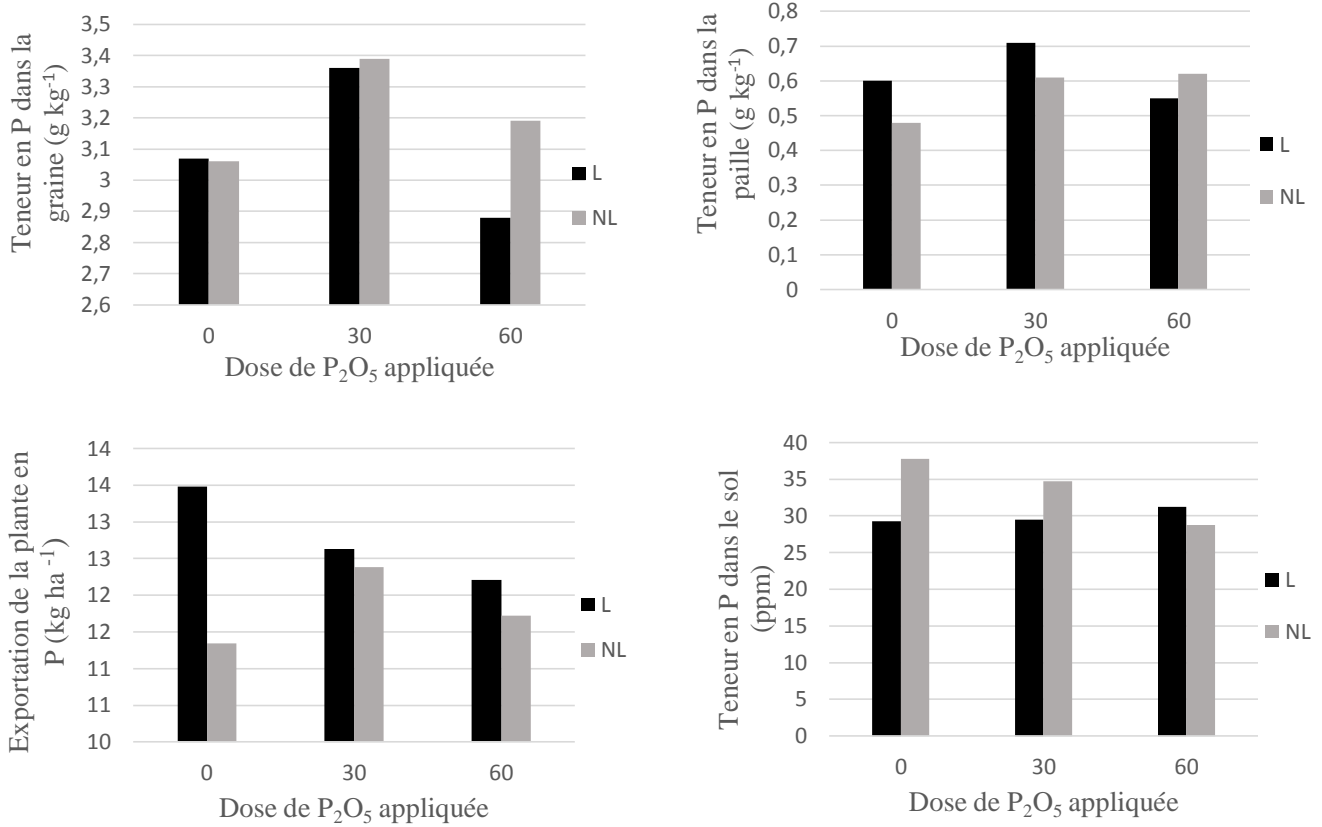 Teneur en P dans la
graine (g kg⁻¹)
3,5
3,4
3,3
3,2
3,1
3
2,9
2,8
2,7
2,6
0 30 60
Dose de P₂O₅ appliquée
L
NL
Teneur en P dans la
paille (g kg⁻¹)
0,8
0,7
0,6
0,5
0,4
0,3
0,2
0,1
0
0 30 60
Dose de P₂O₅ appliquée
L
NL
Exportation de la plante en
P (kg ha ⁻¹)
14
14
13
13
12
12
11
11
10
0 30 60
Dose de P₂O₅ appliquée
L
NL
Teneur en P dans le sol
(ppm)
40
35
30
25
20
15
10
5
0
0 30 60
Dose de P₂O₅ appliquée
L
NL